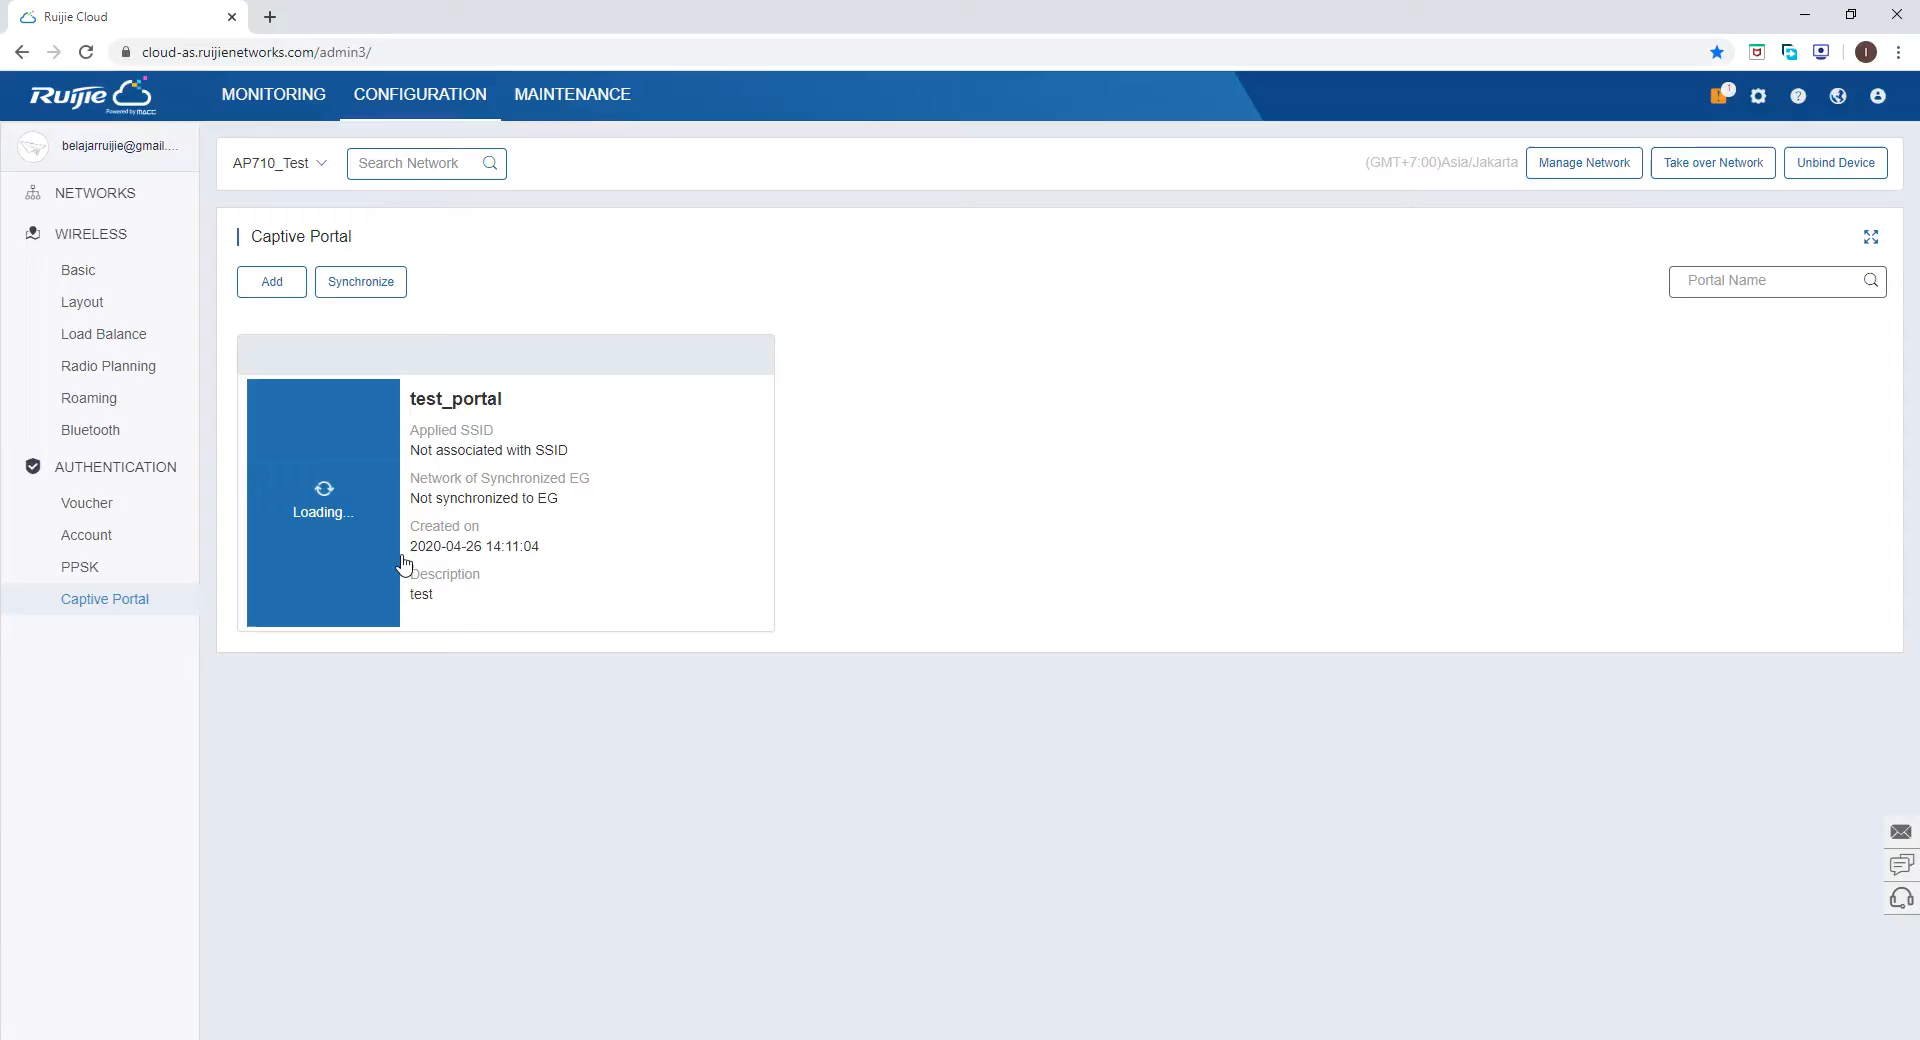 Ruijie Cloud
cloud-as.ruijienetworks.com/admin3/
I
Ruijie
Powered by MACC
MONITORING CONFIGURATION MAINTENANCE
1
belajarruijie@gmail....
AP710_Test
Search Network
(GMT+7:00)Asia/Jakarta
Manage Network
Take over Network
Unbind Device
NETWORKS
WIRELESS
Basic
Layout
Load Balance
Radio Planning
Roaming
Bluetooth
AUTHENTICATION
Voucher
Account
PPSK
Captive Portal
Captive Portal
Add
Synchronize
Portal Name
Loading...
test_portal
Applied SSID
Not associated with SSID
Network of Synchronized EG
Not synchronized to EG
Created on
2020-04-26 14:11:04
Description
test